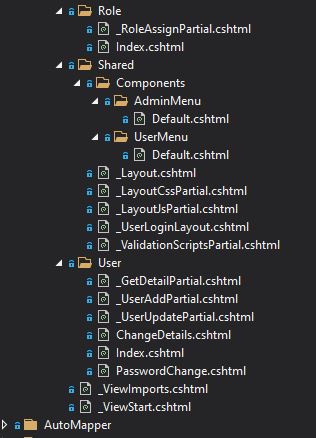 Role
_RoleAssignPartial.cshtml
Index.cshtml
Shared
Components
AdminMenu
Default.cshtml
UserMenu
Default.cshtml
_Layout.cshtml
_LayoutCssPartial.cshtml
_LayoutJsPartial.cshtml
_UserLoginLayout.cshtml
_ValidationScriptsPartial.cshtml
User
_GetDetailPartial.cshtml
_UserAddPartial.cshtml
_UserUpdatePartial.cshtml
ChangeDetails.cshtml
Index.cshtml
PasswordChange.cshtml
_ViewImports.cshtml
_ViewStart.cshtml
AutoMapper